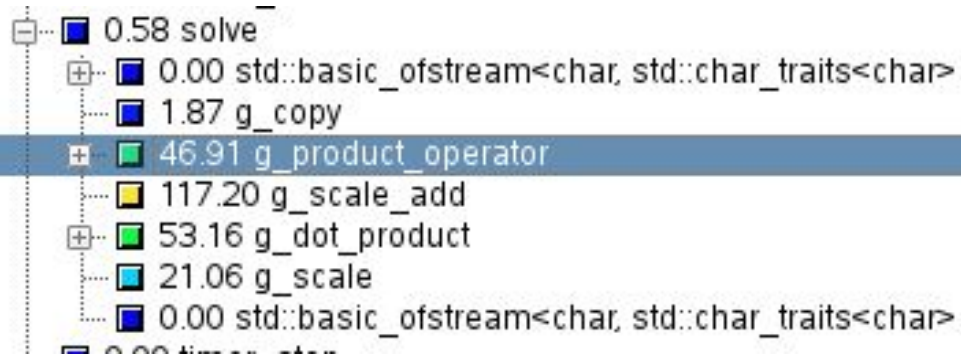 0.58 solve
0.00 std::basic_ofstream<char, std::char_traits<char>
1.87 g_copy
46.91 g_product_operator
117.20 g_scale_add
53.16 g_dot_product
21.06 g_scale
0.00 std::basic_ofstream<char, std::char_traits<char>